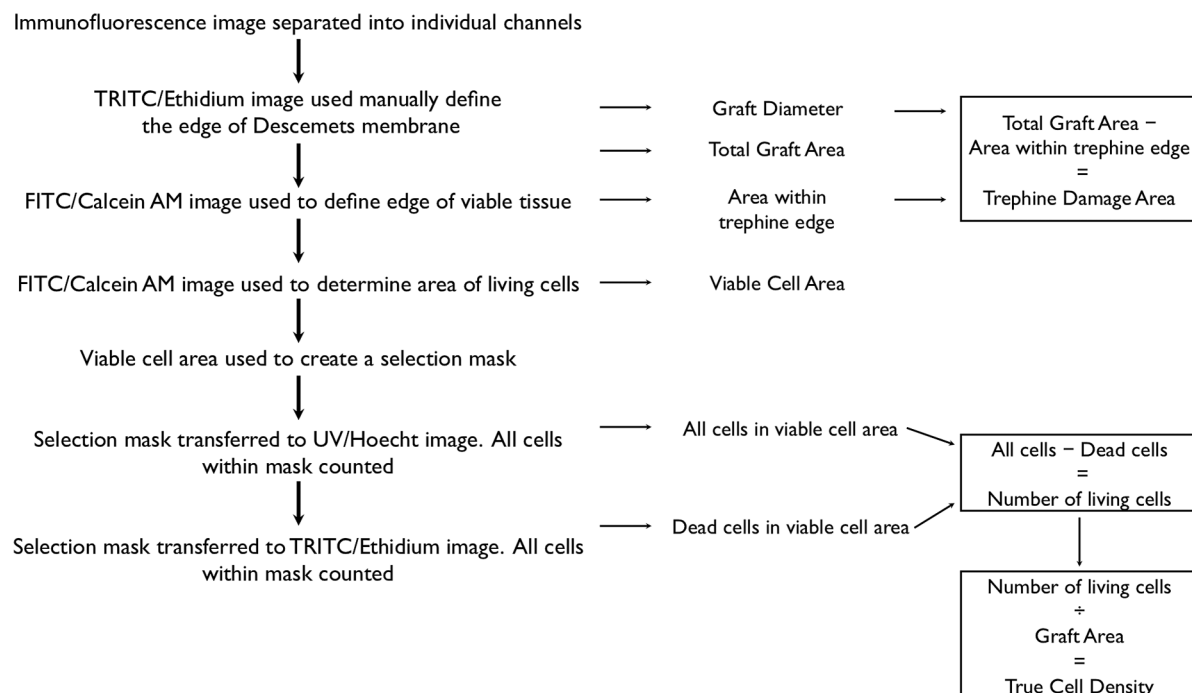 Immunofluorescence image separated into individual channels
TRITC/Ethidium image used manually define
the edge of Descemets membrane
Graft Diameter
Total Graft Area
Total Graft Area –
Area within trephine edge
=
Trephine Damage Area
FITC/Calcein AM image used to define edge of viable tissue
Area within
trephine edge
FITC/Calcein AM image used to determine area of living cells
Viable Cell Area
Viable cell area used to create a selection mask
Selection mask transferred to UV/Hoecht image. All cells
within mask counted
All cells in viable cell area
All cells – Dead cells
=
Number of living cells
Selection mask transferred to TRITC/Ethidium image. All cells
within mask counted
Dead cells in viable cell area
Number of living cells
÷
Graft Area
=
True Cell Density